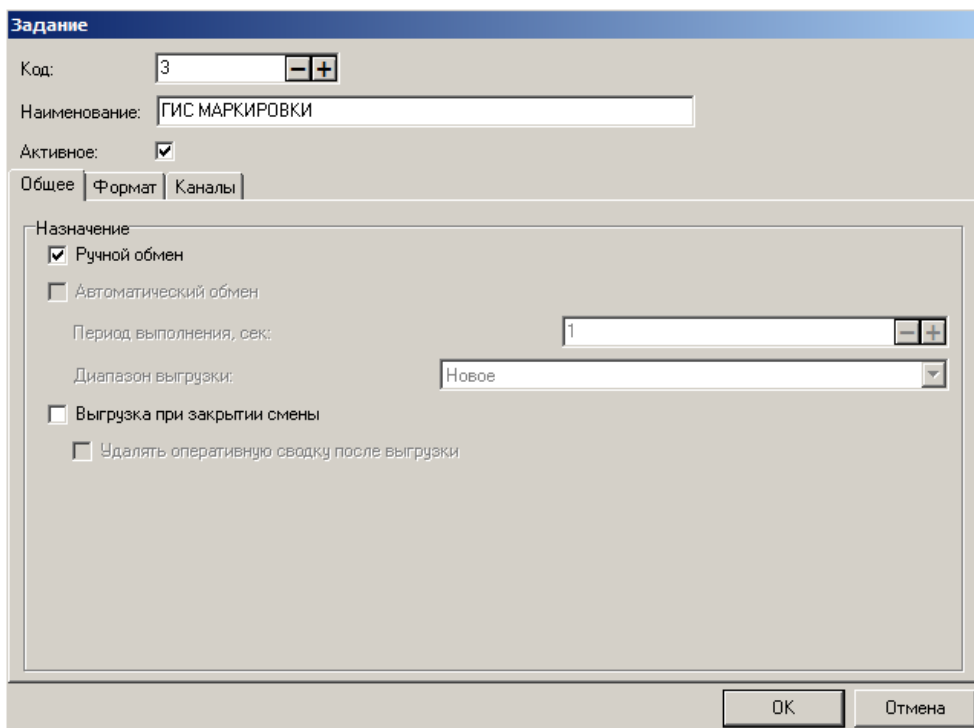 Задание
Код: 3
Наименование: ГИС МАРКИРОВКИ
Активное:
Общее Формат Каналы
Назначение
Ручной обмен
Автоматический обмен
Период выполнения, сек: 1
Диапазон выгрузки: Новое
Выгрузка при закрытии смены
Удалять оперативную сводку после выгрузки
OK Отмена